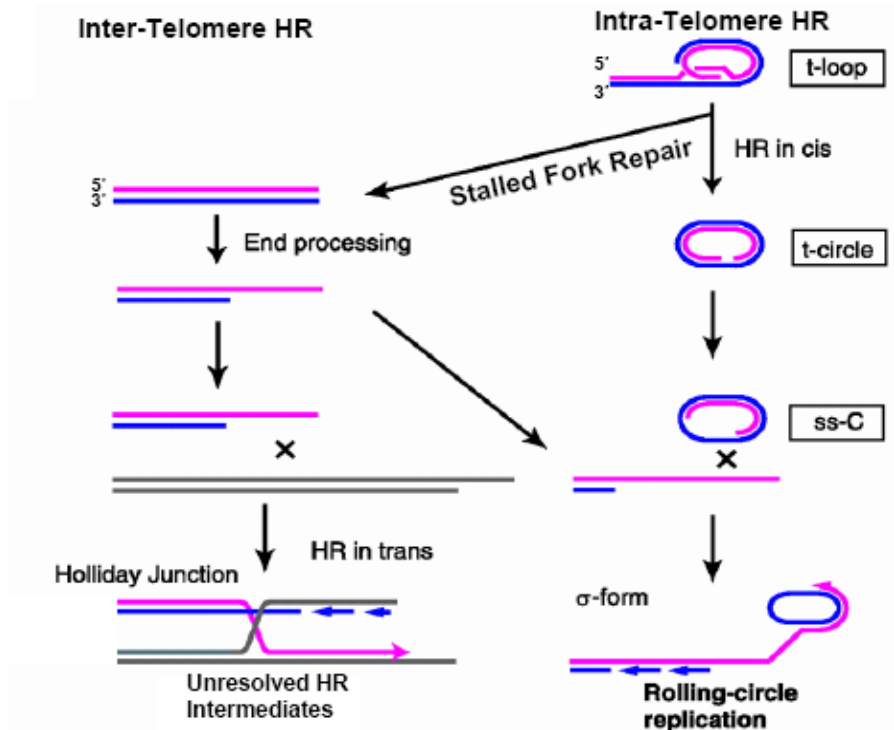 Inter-Telomere HR
Intra-Telomere HR
5´
3´
t-loop
Stalled Fork Repair
HR in cis
5´
3´
End processing
t-circle
ss-C
×
×
HR in trans
Holliday Junction
σ-form
Unresolved HR
Intermediates
Rolling-circle
replication